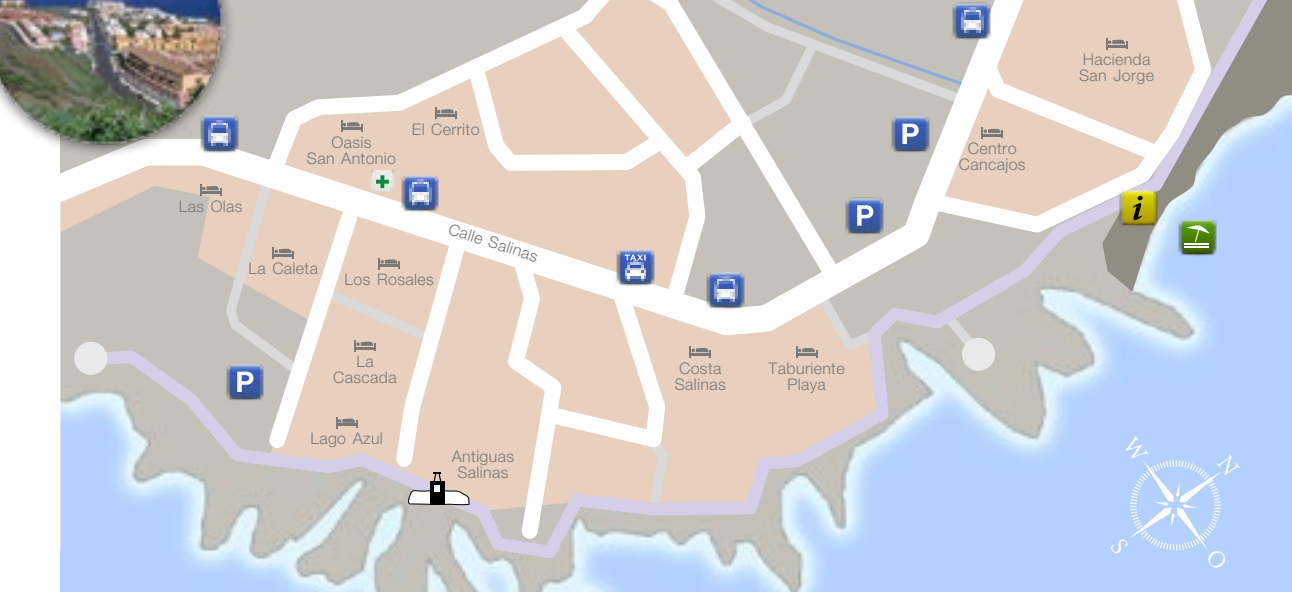 Hacienda
San Jorge
El Cerrito
Oasis
San Antonio
P
Centro
Cancajos
Las Olas
i
P
Calle Salinas
La Caleta
Los Rosales
TAXI
La
Cascada
Costa
Salinas
Taburiente
Playa
P
Lago Azul
Antiguas
Salinas
W
N
S
O